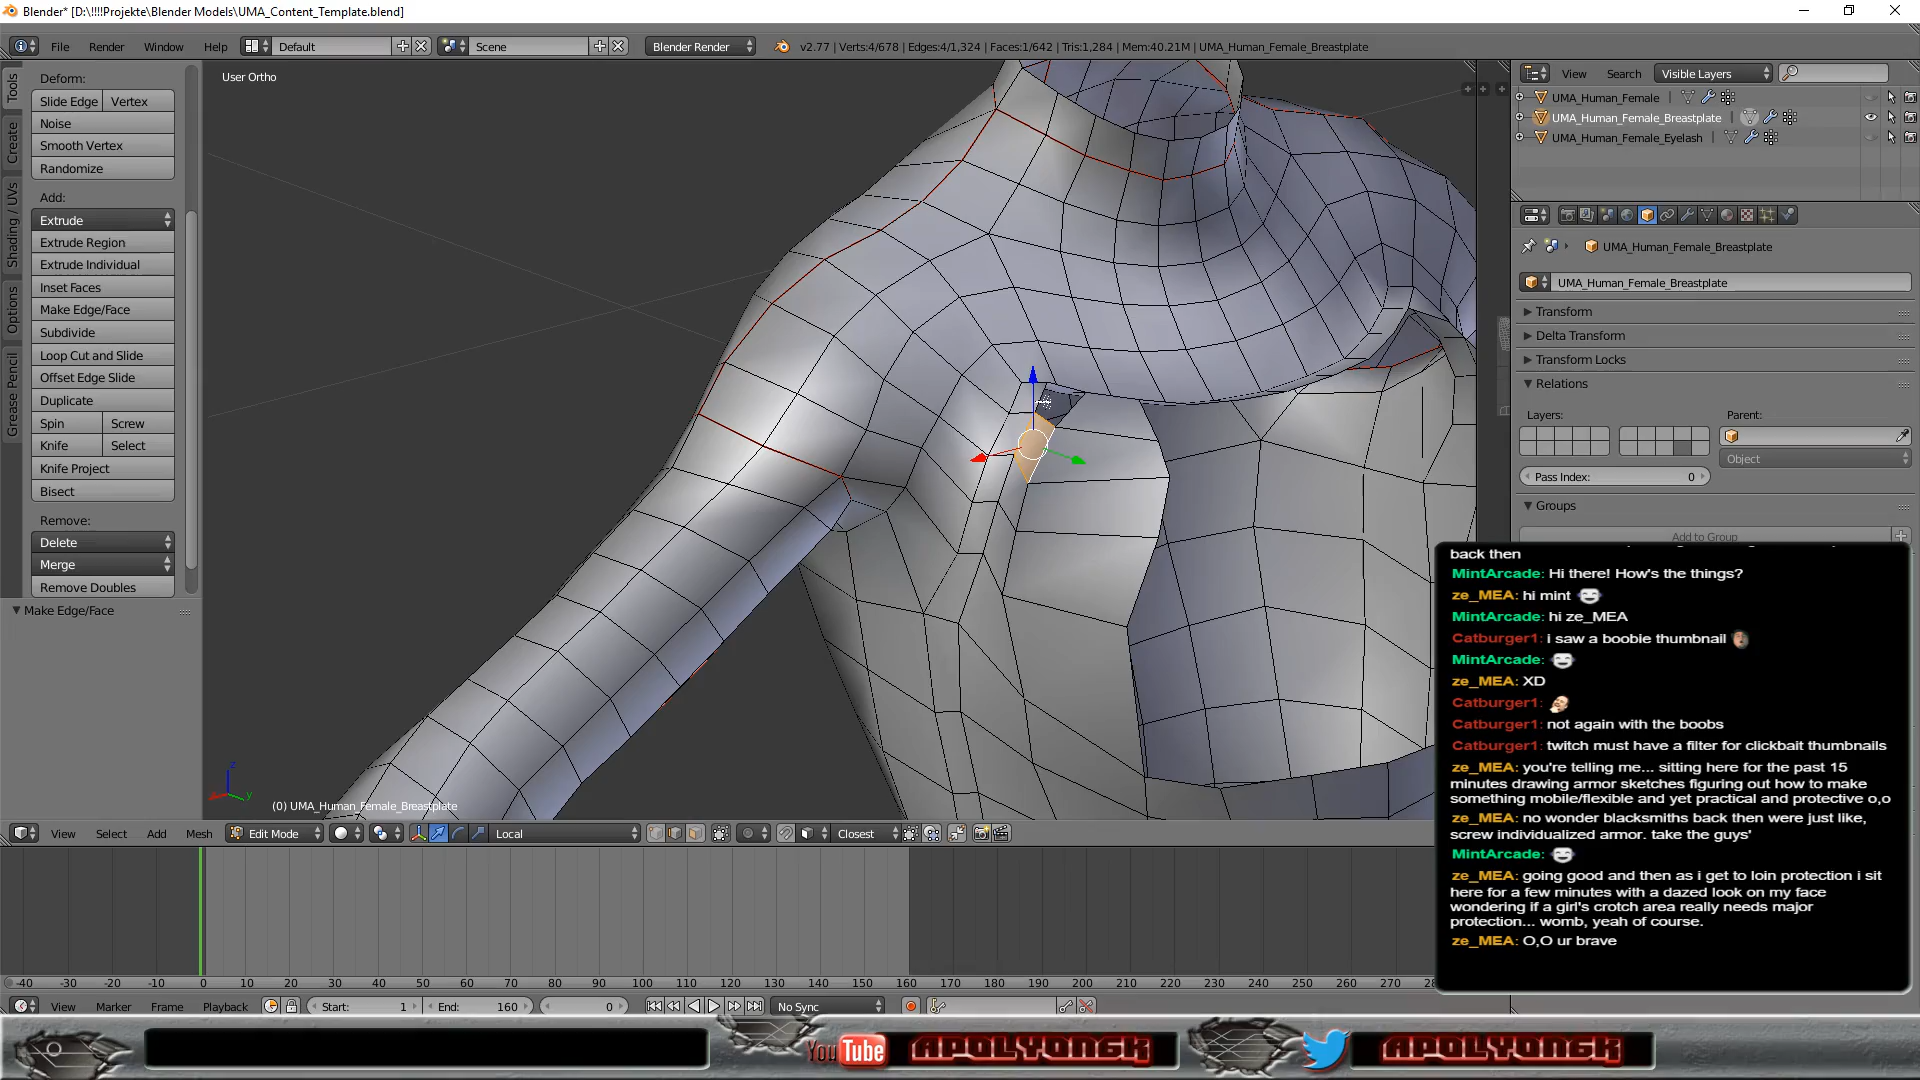 Blender* [D:\!!!!Projekte\Blender Models\UMA_Content_Template.blend]
File Render Window Help Default Scene Blender Render v2.77 | Verts:4/678 | Edges:4/1,324 | Faces:1/642 | Tris:1,284 | Mem:40.21M | UMA_Human_Female_Breastplate
Tools
Create
Shading / UVs
Options
Grease Pencil
Deform:
Slide Edge Vertex
Noise
Smooth Vertex
Randomize
Add:
Extrude
Extrude Region
Extrude Individual
Inset Faces
Make Edge/Face
Subdivide
Loop Cut and Slide
Offset Edge Slide
Duplicate
Spin Screw
Knife Select
Knife Project
Bisect
Remove:
Delete
Merge
Remove Doubles
Make Edge/Face
User Ortho
z
x y
(0) UMA_Human_Female_Breastplate
View Search Visible Layers
UMA_Human_Female
UMA_Human_Female_Breastplate
UMA_Human_Female_Eyelash
UMA_Human_Female_Breastplate
UMA_Human_Female_Breastplate
Transform
Delta Transform
Transform Locks
Relations
Layers: Parent:
Object
Pass Index: 0
Groups
Add to Group
back then
MintArcade: Hi there! How's the things?
ze_MEA: hi mint
MintArcade: hi ze_MEA
Catburger1: i saw a boobie thumbnail
MintArcade:
ze_MEA: XD
Catburger1:
Catburger1: not again with the boobs
Catburger1: twitch must have a filter for clickbait thumbnails
ze_MEA: you're telling me... sitting here for the past 15
minutes drawing armor sketches figuring out how to make
something mobile/flexible and yet practical and protective o,o
ze_MEA: no wonder blacksmiths back then were just like,
screw individualized armor. take the guys'
MintArcade:
ze_MEA: going good and then as i get to loin protection i sit
here for a few minutes with a dazed look on my face
wondering if a girl's crotch area really needs major
protection... womb, yeah of course.
ze_MEA: O,O ur brave
View Select Add Mesh Edit Mode Local Closest
-40 -30 -20 -10 0 10 20 30 40 50 60 70 80 90 100 110 120 130 140 150 160 170 180 190 200 210 220 230 240 250 260 270
View Marker Frame Playback Start: 1 End: 160 0 No Sync
YouTube APOLYON6K APOLYON6K